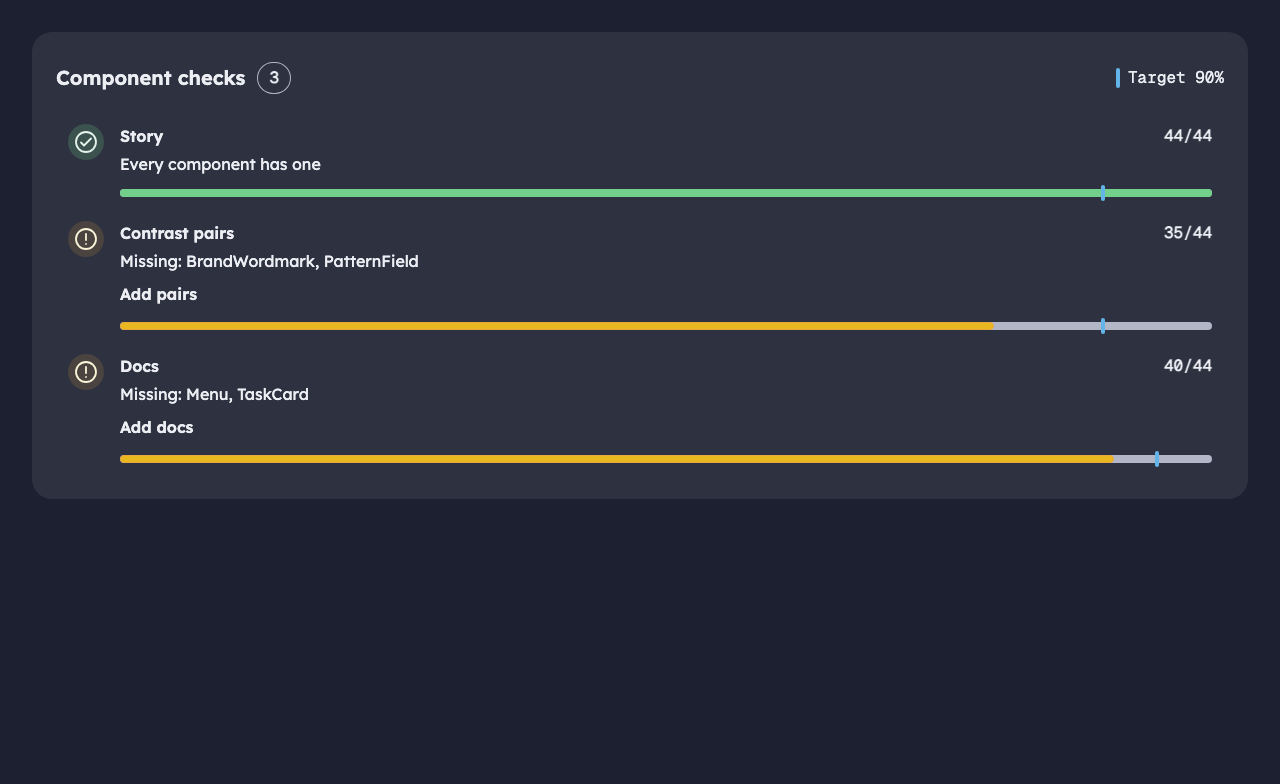 Component checks 3
Target 90%
Story
44/44
Every component has one
Contrast pairs
35/44
Missing: BrandWordmark, PatternField
Add pairs
Docs
40/44
Missing: Menu, TaskCard
Add docs